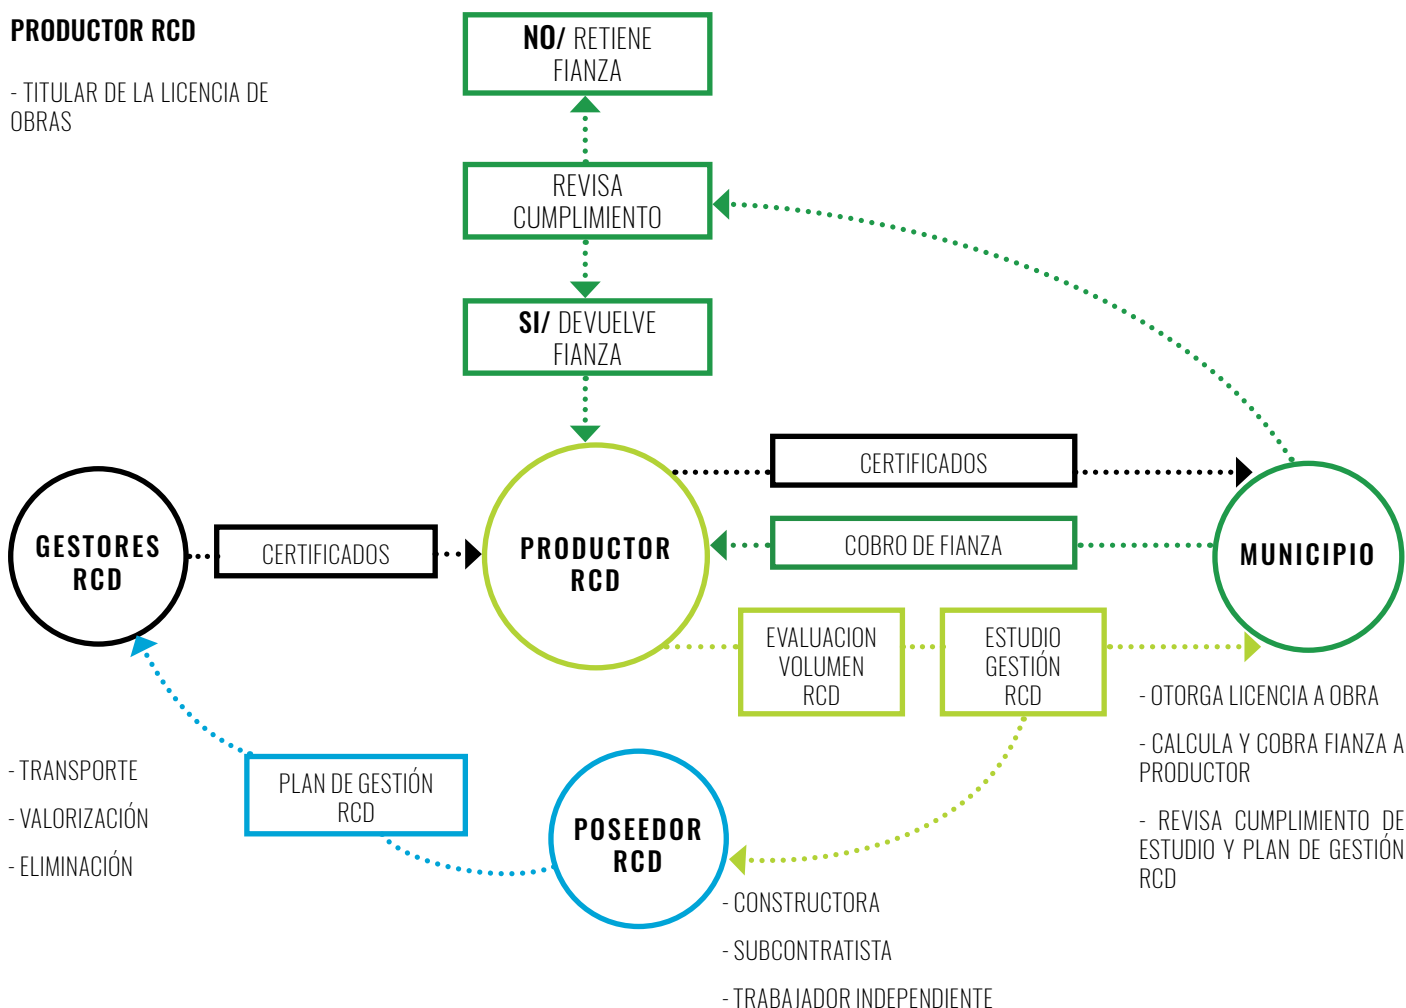 PRODUCTOR RCD
- TITULAR DE LA LICENCIA DE
OBRAS
NO/ RETIENE
FIANZA
REVISA
CUMPLIMIENTO
SI/ DEVUELVE
FIANZA
GESTORES
RCD
CERTIFICADOS
PRODUCTOR
RCD
CERTIFICADOS
COBRO DE FIANZA
MUNICIPIO
EVALUACION
VOLUMEN
RCD
ESTUDIO
GESTIÓN
RCD
- OTORGA LICENCIA A OBRA
- CALCULA Y COBRA FIANZA A
PRODUCTOR
- REVISA CUMPLIMIENTO DE
ESTUDIO Y PLAN DE GESTIÓN
RCD
- TRANSPORTE
- VALORIZACIÓN
- ELIMINACIÓN
PLAN DE GESTIÓN
RCD
POSEEDOR
RCD
- CONSTRUCTORA
- SUBCONTRATISTA
- TRABAJADOR INDEPENDIENTE